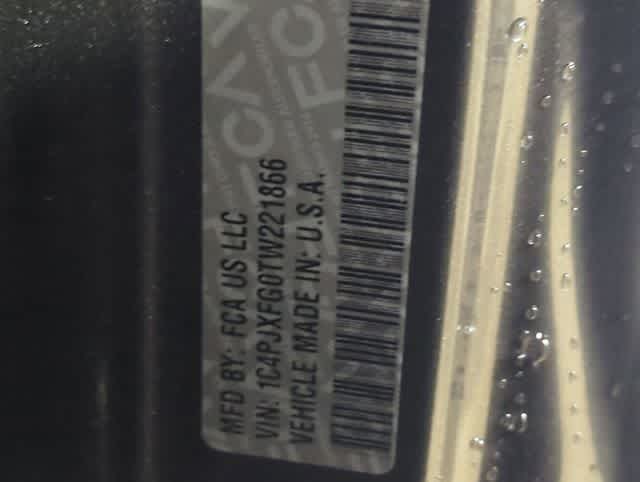 MFD BY: FCA US LLC
VIN: 1C4PJXFG0TW221866
VEHICLE MADE IN: U.S.A.